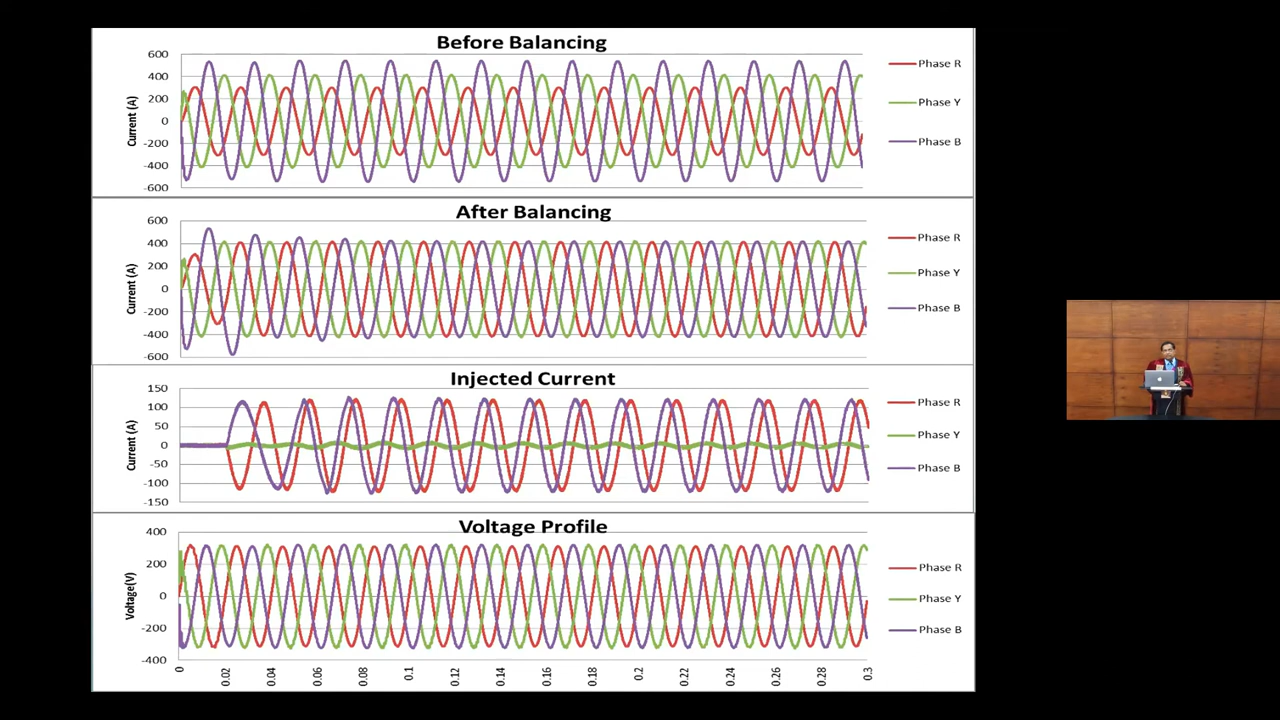 Before Balancing
600
400
200
0
-200
-400
-600
Current (A)
Phase R
Phase Y
Phase B
After Balancing
600
400
200
0
-200
-400
-600
Current (A)
Phase R
Phase Y
Phase B
Injected Current
150
100
50
0
-50
-100
-150
Current (A)
Phase R
Phase Y
Phase B
Voltage Profile
400
200
0
-200
-400
Voltage(V)
Phase R
Phase Y
Phase B
0 0.02 0.04 0.06 0.08 0.1 0.12 0.14 0.16 0.18 0.2 0.22 0.24 0.26 0.28 0.3